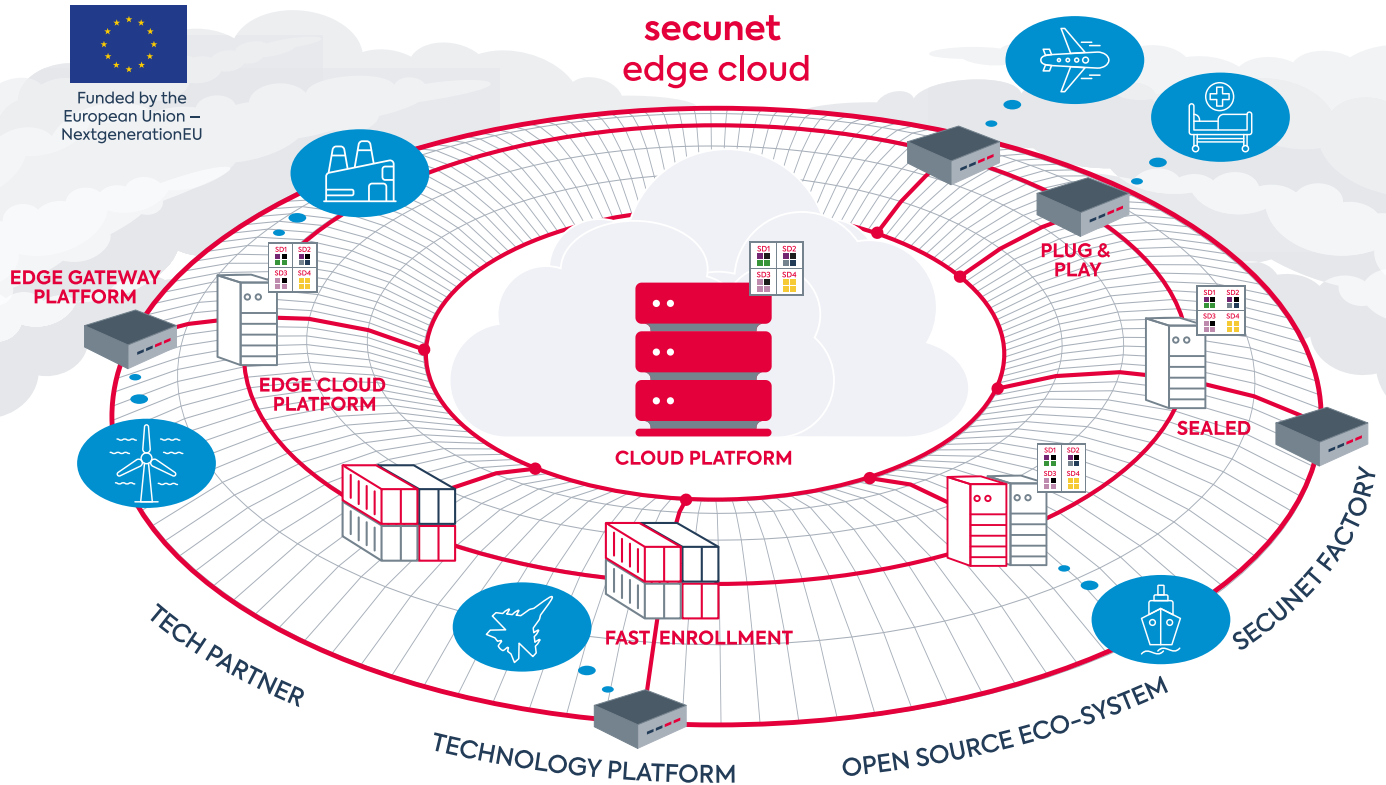 secunet
edge cloud
Funded by the
European Union –
NextgenerationEU
EDGE GATEWAY
PLATFORM
SD1 SD2
SD3 SD4
EDGE CLOUD
PLATFORM
SD1 SD2
SD3 SD4
CLOUD PLATFORM
PLUG &
PLAY
SD1 SD2
SD3 SD4
SEALED
SD1 SD2
SD3 SD4
FAST ENROLLMENT
TECH PARTNER
TECHNOLOGY PLATFORM
OPEN SOURCE ECO-SYSTEM
SECUNET FACTORY